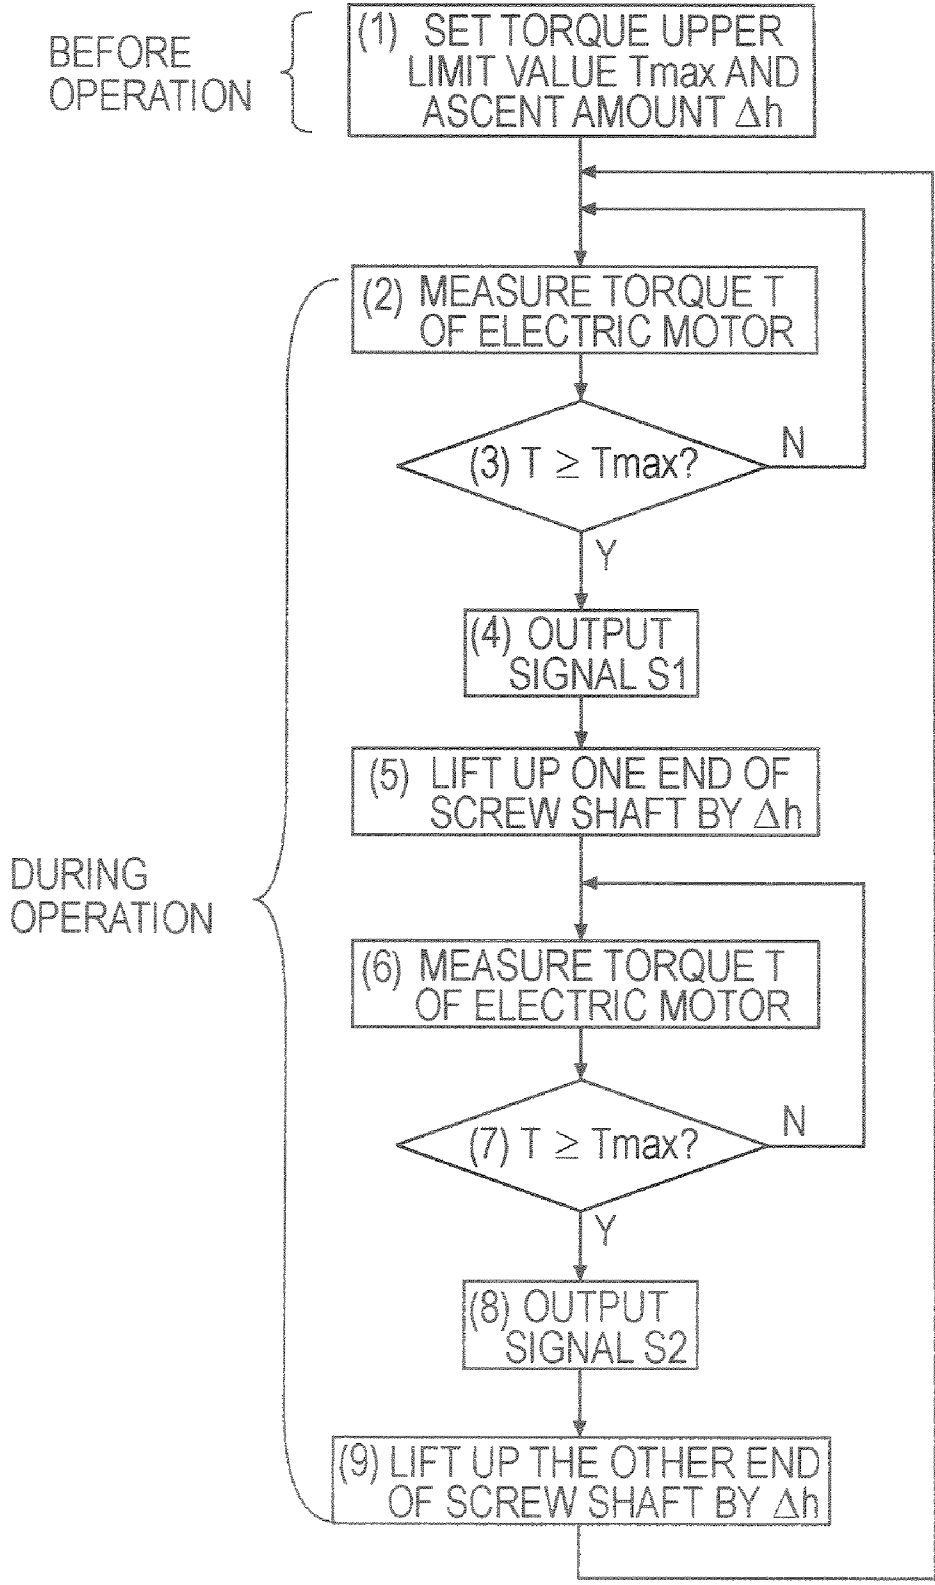 BEFORE
OPERATION
(1) SET TORQUE UPPER
LIMIT VALUE Tmax AND
ASCENT AMOUNT Δh
(2) MEASURE TORQUE T
OF ELECTRIC MOTOR
(3) T ≥ Tmax?
N
Y
(4) OUTPUT
SIGNAL S1
(5) LIFT UP ONE END OF
SCREW SHAFT BY Δh
DURING
OPERATION
(6) MEASURE TORQUE T
OF ELECTRIC MOTOR
(7) T ≥ Tmax?
N
Y
(8) OUTPUT
SIGNAL S2
(9) LIFT UP THE OTHER END
OF SCREW SHAFT BY Δh